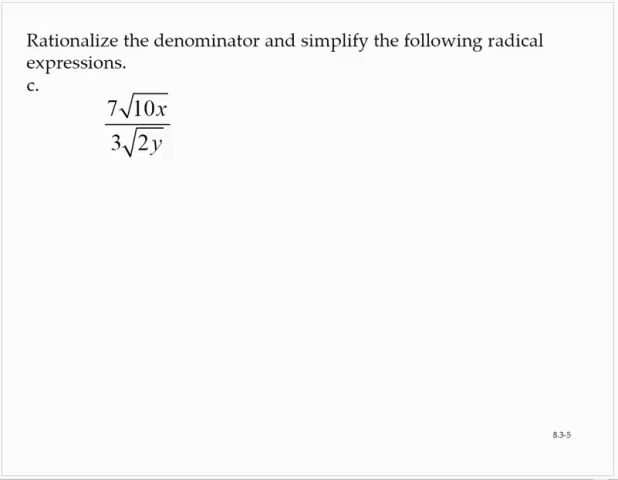 Rationalize the denominator and simplify the following radical
expressions.
c.
7√10x
3√2y
8.3-5